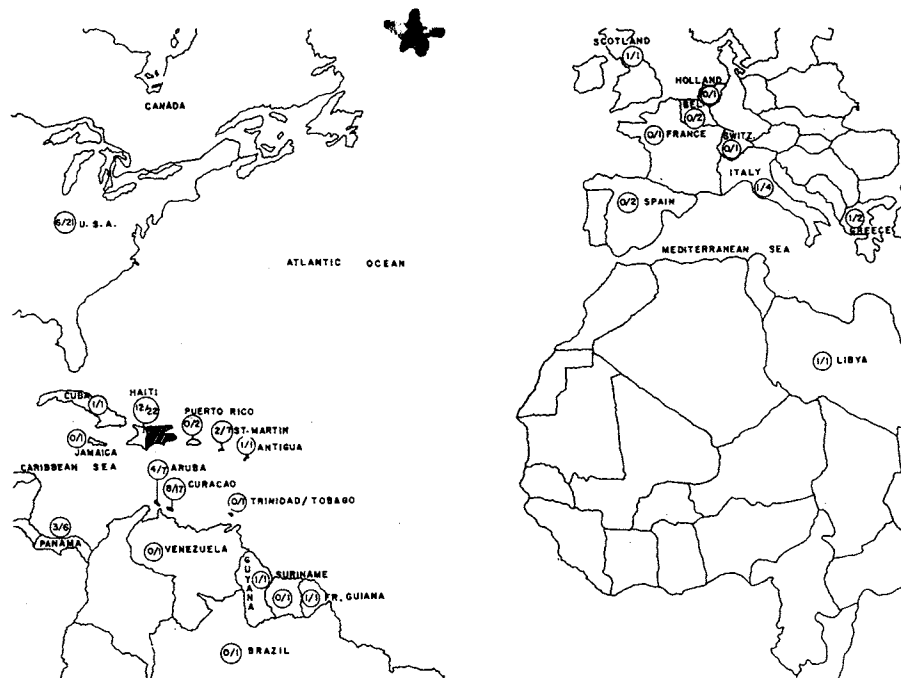 CANADA
6/21 U.S.A.
ATLANTIC OCEAN
CUBA
1/1
HAITI
12/22
PUERTO RICO
0/2
2/7 ST-MARTIN
1/1
ANTIGUA
0/1
JAMAICA
CARIBBEAN SEA
4/7 ARUBA
8/17 CURACAO
0/1 TRINIDAD/TOBAGO
3/6
PANAMA
0/1 VENEZUELA
GUYANA
1/1 SURINAME
0/1
1/1 FR. GUIANA
0/1 BRAZIL
SCOTLAND
1/1
HOLLAND
0/1
BEL
0/2
0/1 FRANCE
SWITZ.
0/1
ITALY
1/4
0/2 SPAIN
1/2
GREECE
MEDITERRANEAN SEA
1/1 LIBYA